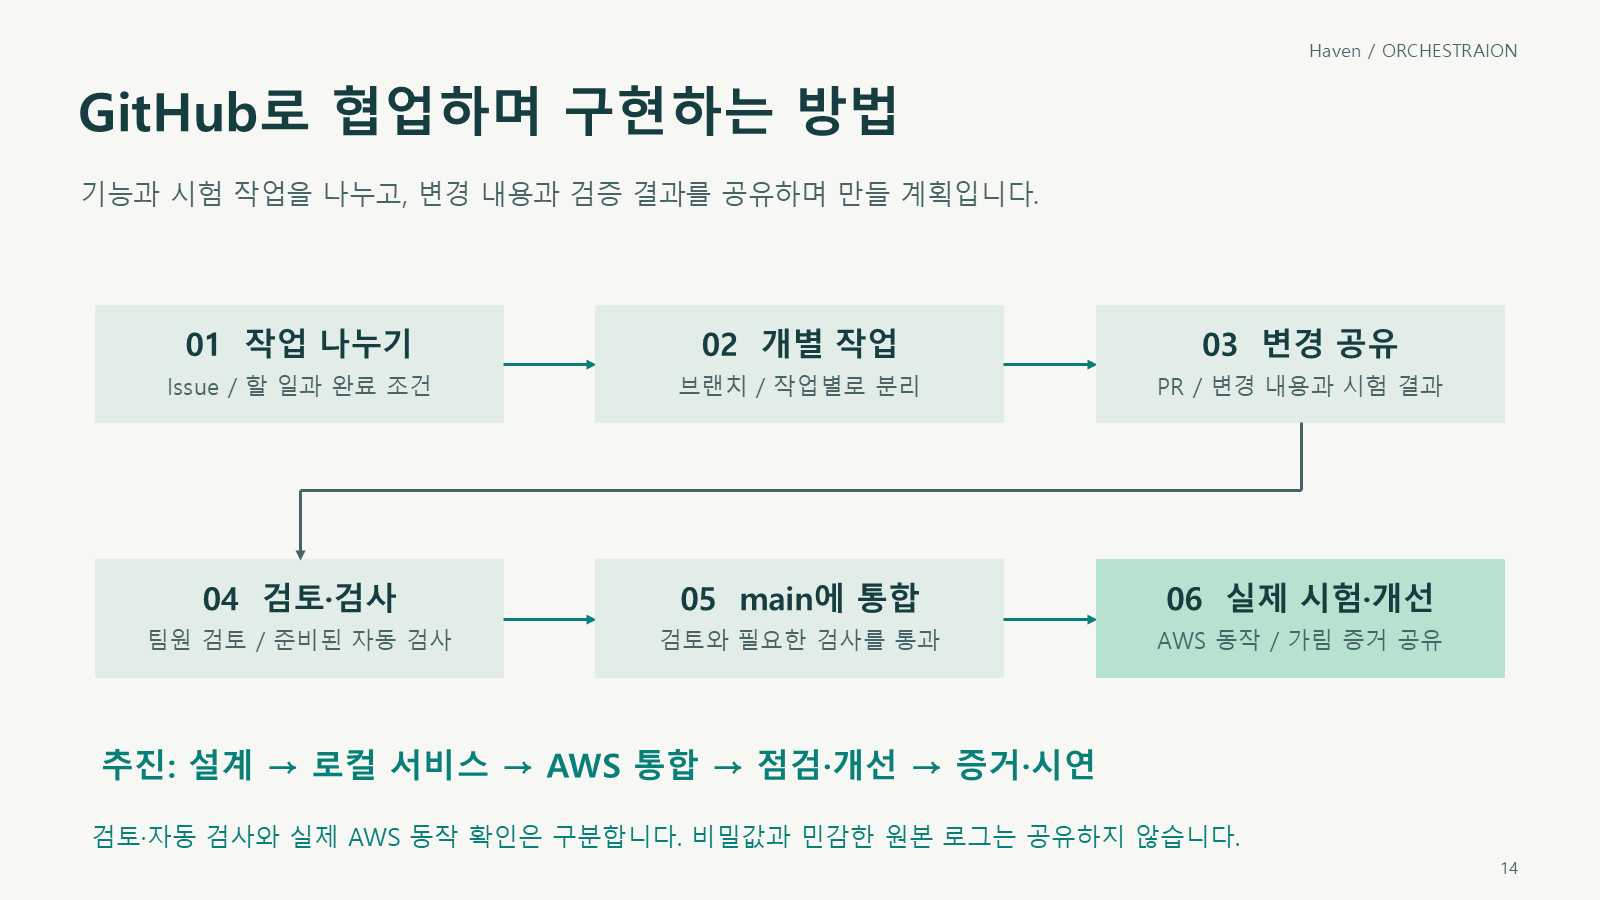 Haven / ORCHESTRAION
GitHub로 협업하며 구현하는 방법
기능과 시험 작업을 나누고, 변경 내용과 검증 결과를 공유하며 만들 계획입니다.
01 작업 나누기
Issue / 할 일과 완료 조건
02 개별 작업
브랜치 / 작업별로 분리
03 변경 공유
PR / 변경 내용과 시험 결과
04 검토·검사
팀원 검토 / 준비된 자동 검사
05 main에 통합
검토와 필요한 검사를 통과
06 실제 시험·개선
AWS 동작 / 가림 증거 공유
추진: 설계 → 로컬 서비스 → AWS 통합 → 점검·개선 → 증거·시연
검토·자동 검사와 실제 AWS 동작 확인은 구분합니다. 비밀값과 민감한 원본 로그는 공유하지 않습니다.
14